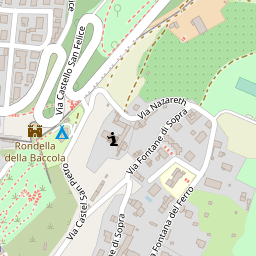 Via Castello San Felice
Via Nazareth
Via Fontane di Sopra
Rondella
della Baccola
Via Castel San Pietro
ne di Sopra
Via Fontana del Ferro